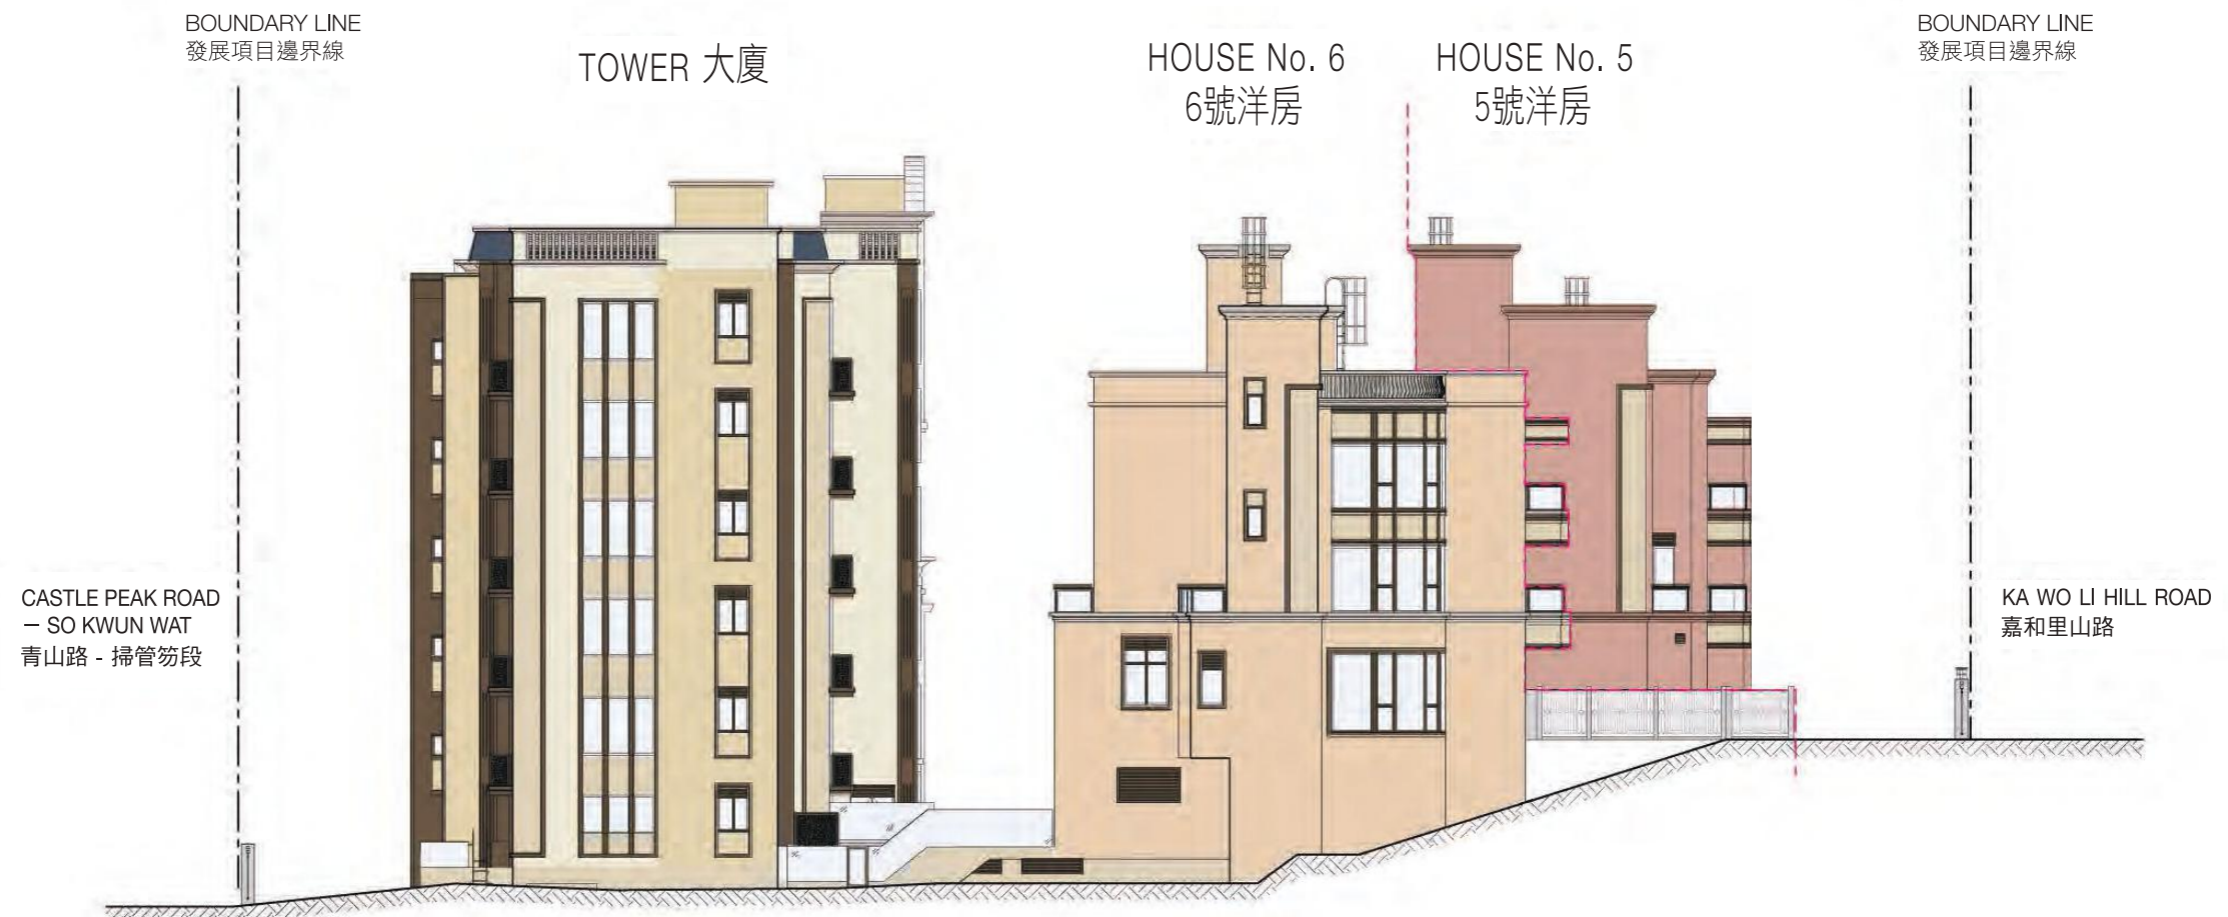 BOUNDARY LINE
發展項目邊界線
TOWER 大廈
HOUSE No. 6
6號洋房
HOUSE No. 5
5號洋房
BOUNDARY LINE
發展項目邊界線
CASTLE PEAK ROAD
– SO KWUN WAT
青山路 - 掃管笏段
KA WO LI HILL ROAD
嘉和里山路